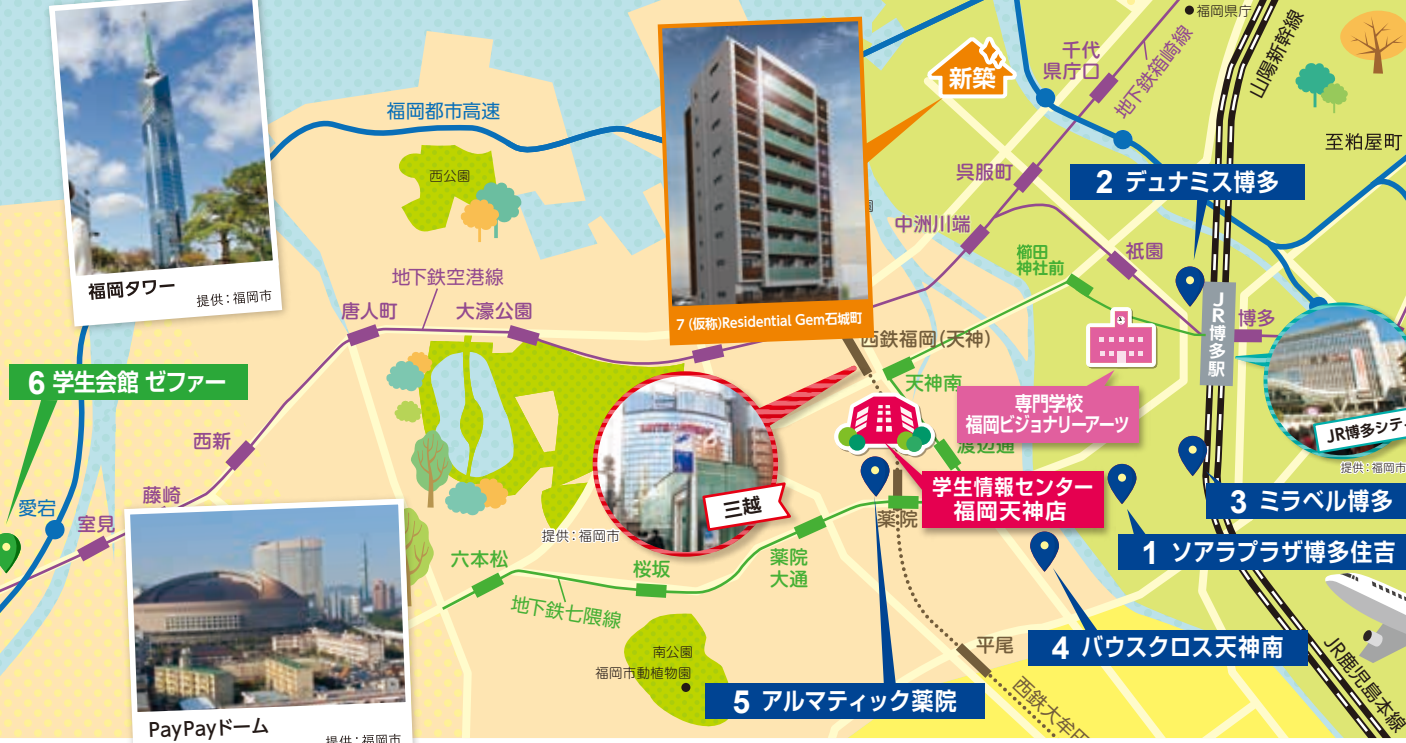 福岡県庁
山陽新幹線
千代
県庁口
地下鉄箱崎線
新築
福岡都市高速
至粕屋町
西公園
呉服町
2 デュナミス博多
中洲川端
祇園
櫛田
神社前
地下鉄空港線
福岡タワー
提供：福岡市
唐人町
大濠公園
7 (仮称)Residential Gem石城町
JR博多駅
博多
西鉄福岡(天神)
天神南
6 学生会館 ゼファー
専門学校
福岡ビジョナリーアーツ
JR博多シティ
提供：福岡市
西新
渡辺通
学生情報センター
福岡天神店
3 ミラベル博多
藤崎
愛宕
室見
三越
提供：福岡市
薬院
薬院
大通
1 ソアラプラザ博多住吉
六本松
桜坂
地下鉄七隈線
4 バウスクロス天神南
平尾
南公園
福岡市動植物園
5 アルマティック薬院
西鉄大牟田
JR鹿児島本線
PayPayドーム
提供：福岡市